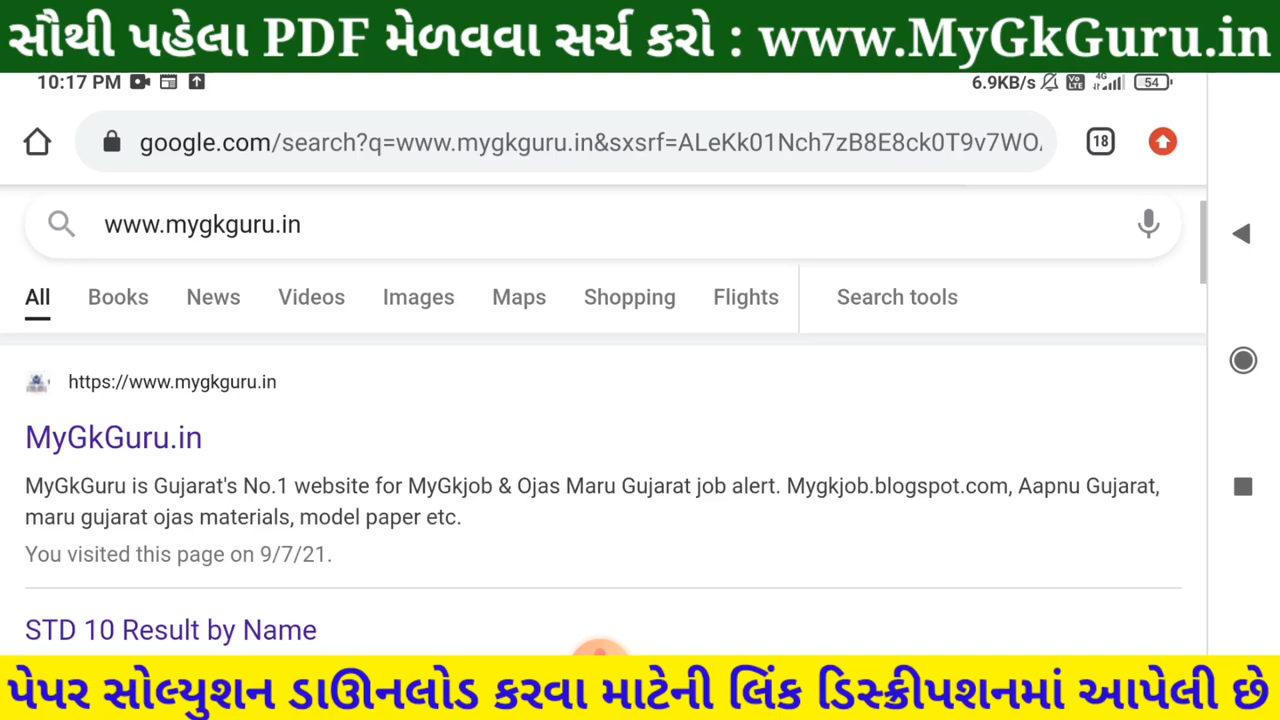 સૌથી પહેલા PDF મેળવવા સર્ચ કરો : www.MyGkGuru.in
10:17 PM 6.9KB/s Vo LTE 4G 54
google.com/search?q=www.mygkguru.in&sxsrf=ALeKk01Nch7zB8E8ck0T9v7WO 18
www.mygkguru.in
All Books News Videos Images Maps Shopping Flights Search tools
https://www.mygkguru.in
MyGkGuru.in
MyGkGuru is Gujarat's No.1 website for MyGkjob & Ojas Maru Gujarat job alert. Mygkjob.blogspot.com, Aapnu Gujarat,
maru gujarat ojas materials, model paper etc.
You visited this page on 9/7/21.
STD 10 Result by Name
પેપર સોલ્યુશન ડાઊનલોડ કરવા માટેની લિંક ડિસ્ક્રીપશનમાં આપેલી છે